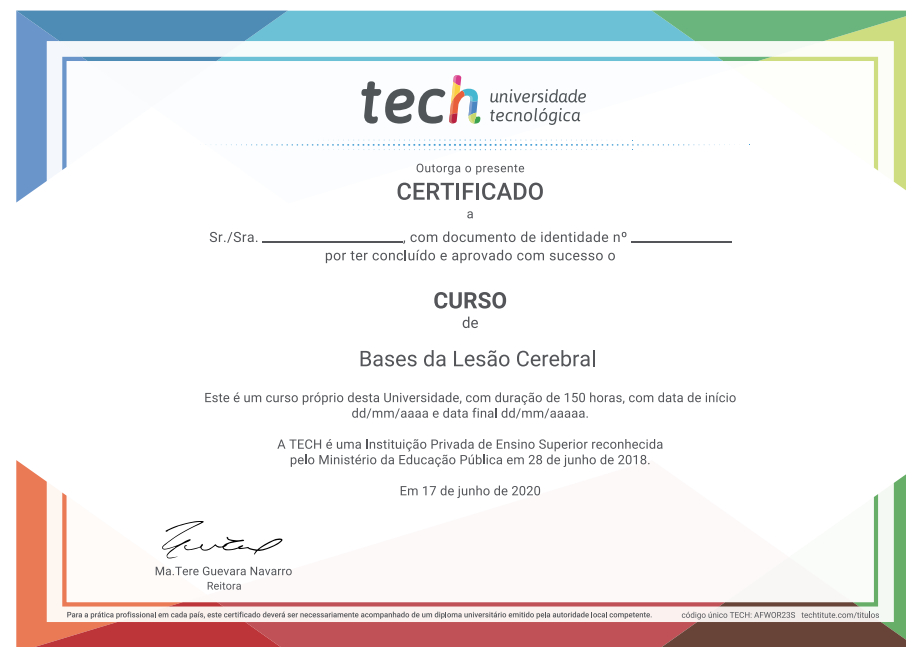 tech universidade
tecnológica
Outorga o presente
CERTIFICADO
a
Sr./Sra. ____________, com documento de identidade nº ____________
por ter concluído e aprovado com sucesso o
CURSO
de
Bases da Lesão Cerebral
Este é um curso próprio desta Universidade, com duração de 150 horas, com data de início
dd/mm/aaaa e data final dd/mm/aaaaa.
A TECH é uma Instituição Privada de Ensino Superior reconhecida
pelo Ministério da Educação Pública em 28 de junho de 2018.
Em 17 de junho de 2020
Ma.Tere Guevara Navarro
Reitora
Para a prática profissional em cada país, este certificado deverá ser necessariamente acompanhado de um diploma universitário emitido pela autoridade local competente. código único TECH: AFWOR23S techtitute.com/titulos